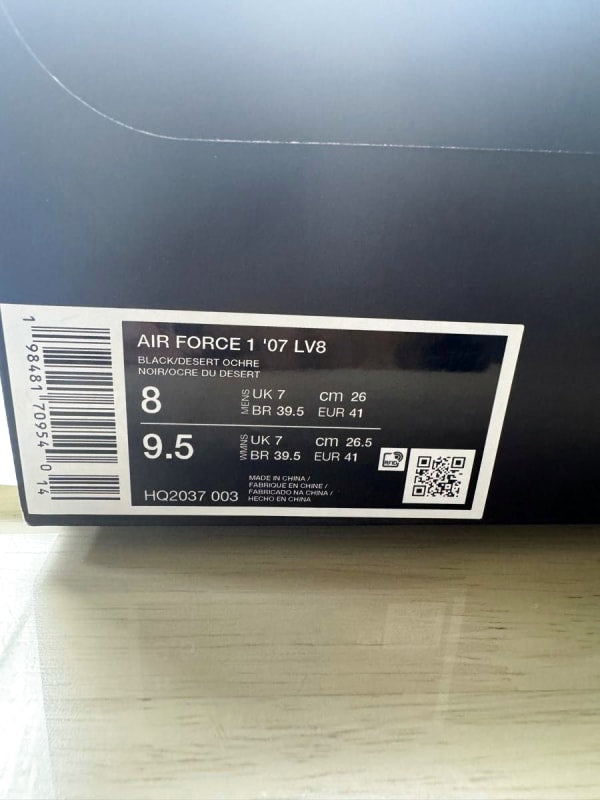 AIR FORCE 1 '07 LV8
BLACK/DESERT OCHRE
NOIR/OCRE DU DESERT
8 MENS UK 7 cm 26
BR 39.5 EUR 41
9.5 WMNS UK 7 cm 26.5
BR 39.5 EUR 41
RFID
HQ2037 003
MADE IN CHINA /
FABRIQUE EN CHINE /
FABRICADO NA CHINA /
HECHO EN CHINA
1 98481 70954 0 14